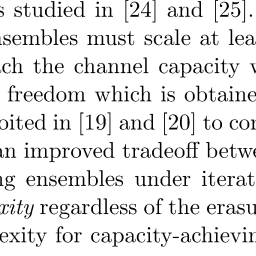 s studied in [24] and [25].
nsembles must scale at lea
ch the channel capacity w
freedom which is obtaine
oited in [19] and [20] to con
an improved tradeoff betwe
ng ensembles under iterat
xity regardless of the erasu
exity for capacity-achievin